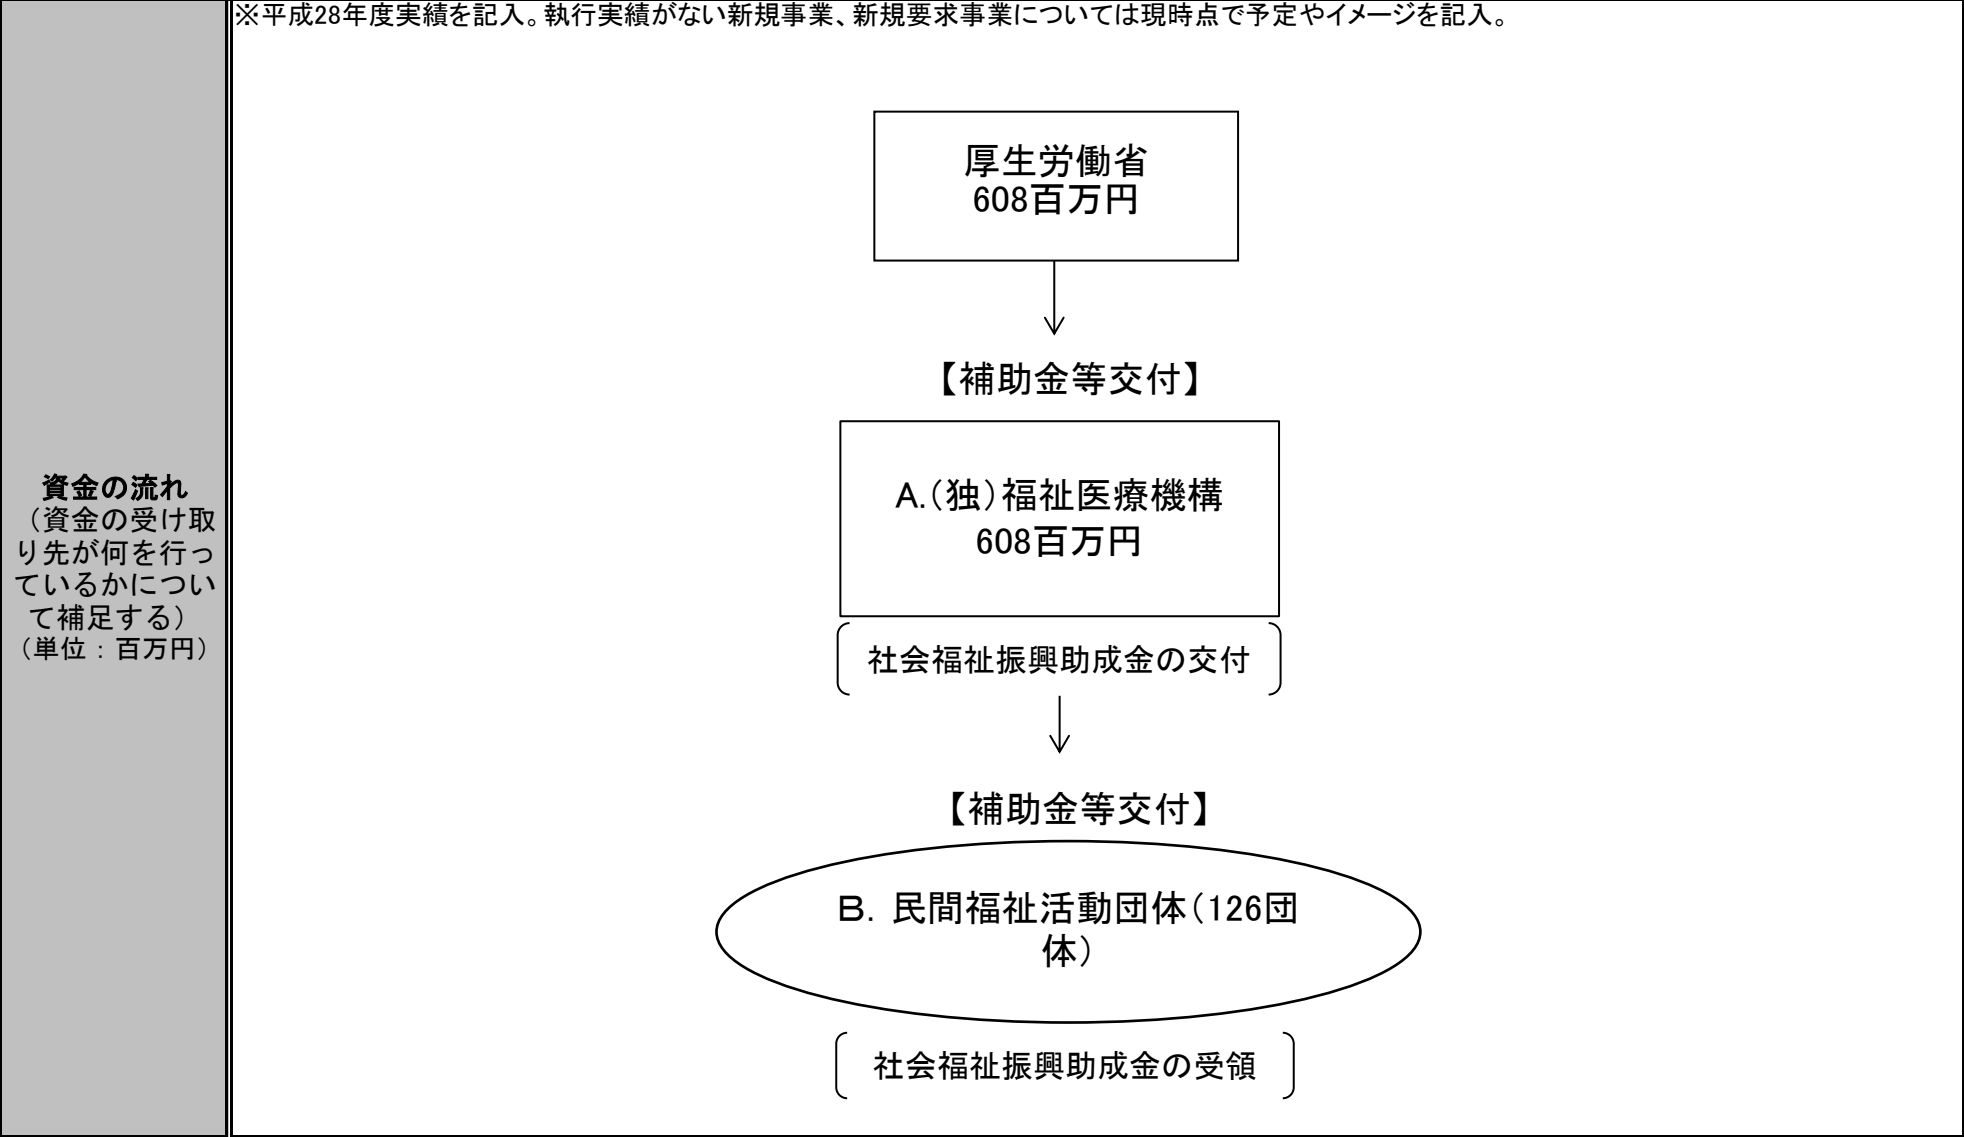 ※平成28年度実績を記入。執行実績がない新規事業、新規要求事業については現時点で予定やイメージを記入。
資金の流れ
（資金の受け取
り先が何を行っ
ているかについ
て補足する）
（単位：百万円）
厚生労働省
608百万円
【補助金等交付】
A.（独）福祉医療機構
608百万円
社会福祉振興助成金の交付
【補助金等交付】
Ｂ．民間福祉活動団体（126団
体）
社会福祉振興助成金の受領